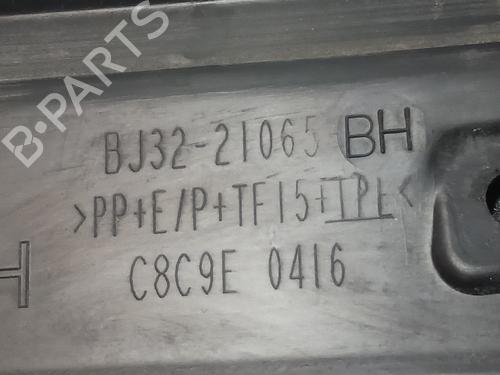 B·PARTS
BJ32-21065 BH
>PP+E/P+TF15+TPE<
C8C9E 0416
H